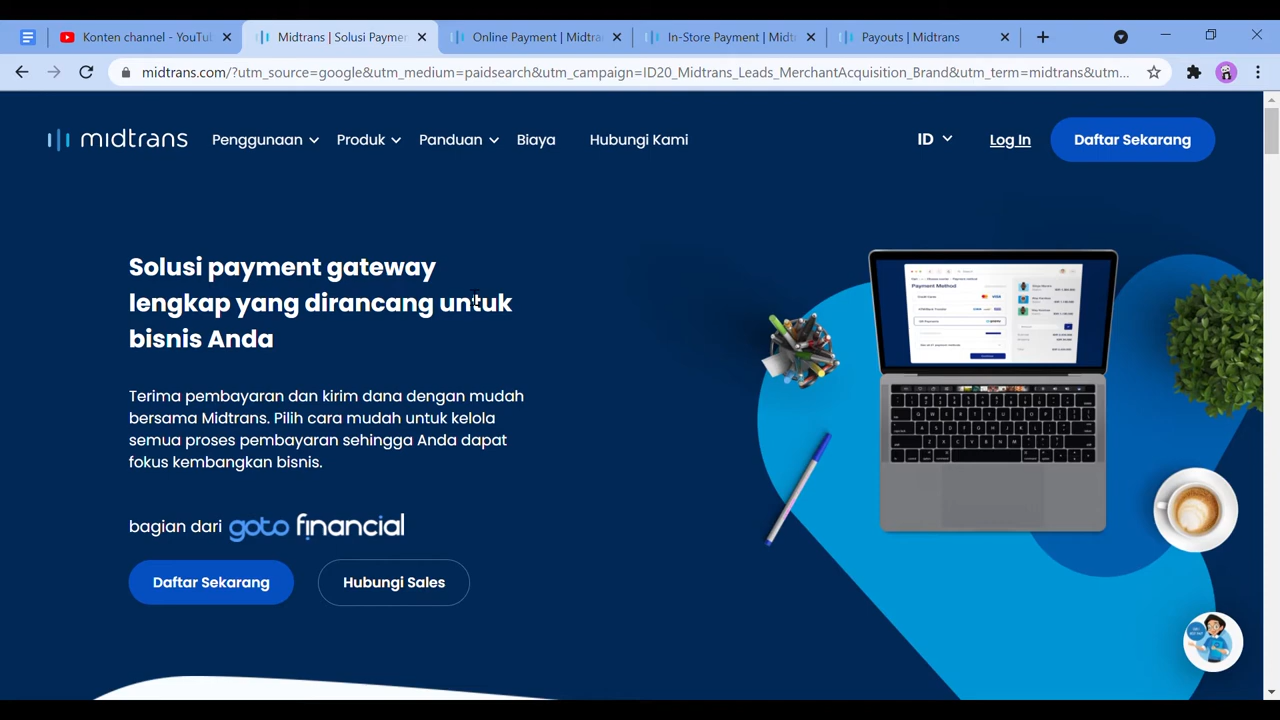 Konten channel - YouTu
Midtrans | Solusi Payme
Online Payment | Midtra
In-Store Payment | Midt
Payouts | Midtrans
midtrans.com/?utm_source=google&utm_medium=paidsearch&utm_campaign=ID20_Midtrans_Leads_MerchantAcquisition_Brand&utm_term=midtrans&utm...
midtrans
Penggunaan
Produk
Panduan
Biaya
Hubungi Kami
ID
Log In
Daftar Sekarang
Solusi payment gateway
lengkap yang dirancang untuk
bisnis Anda
Terima pembayaran dan kirim dana dengan mudah
bersama Midtrans. Pilih cara mudah untuk kelola
semua proses pembayaran sehingga Anda dapat
fokus kembangkan bisnis.
bagian dari goto financial
Daftar Sekarang
Hubungi Sales
Payment Method
Credit Card
VISA